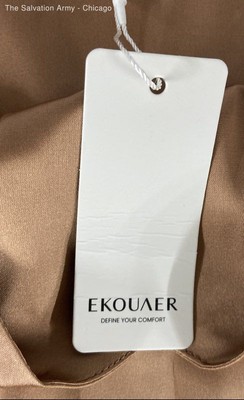 The Salvation Army - Chicago
EKOUAER
DEFINE YOUR COMFORT